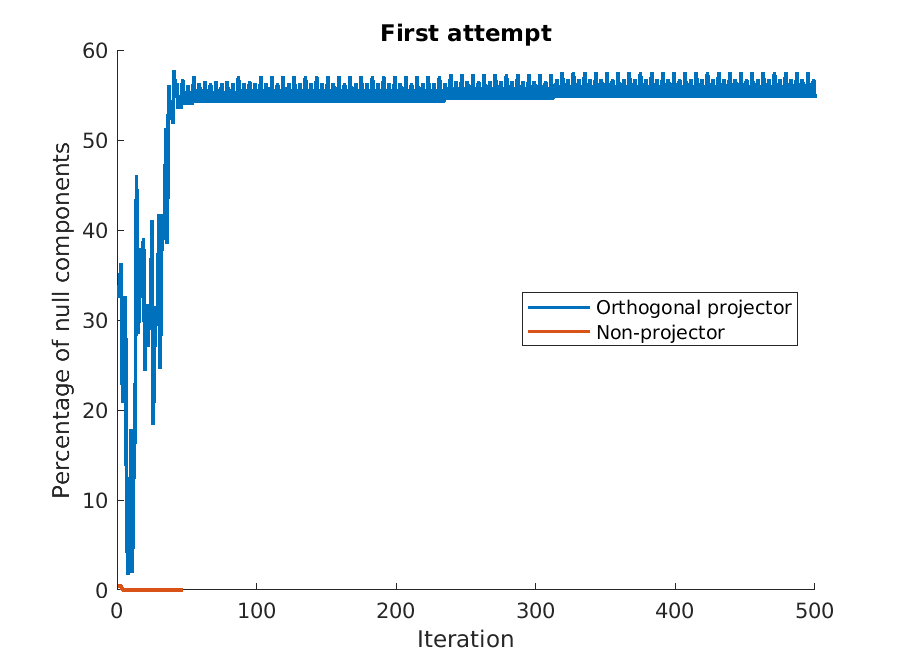 First attempt
60
50
40
30
20
10
0
Percentage of null components
Orthogonal projector
Non-projector
0 100 200 300 400 500
Iteration